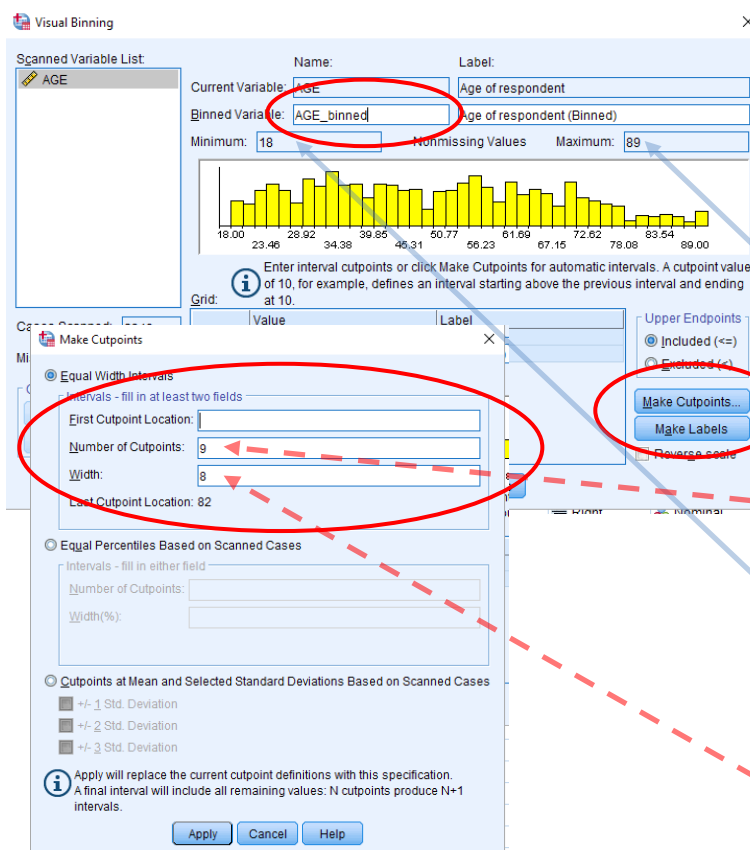 Visual Binning
Scanned Variable List:
Name:
Label:
AGE
Current Variable: AGE
Age of respondent
Binned Variable: AGE_binned
Age of respondent (Binned)
Minimum: 18
Nonmissing Values
Maximum: 89
18.00 28.92 39.85 50.77 61.69 72.62 83.54
23.46 34.38 45.31 56.23 67.15 78.08 89.00
Enter interval cutpoints or click Make Cutpoints for automatic intervals. A cutpoint value
of 10, for example, defines an interval starting above the previous interval and ending
at 10.
Grid:
Value
Label
Upper Endpoints
Included (<=)
Excluded (<)
Make Cutpoints...
Make Labels
Reverse scale
Right
Nominal
Make Cutpoints
Equal Width Intervals
Intervals - fill in at least two fields
First Cutpoint Location:
Number of Cutpoints: 9
Width: 8
Last Cutpoint Location: 82
Equal Percentiles Based on Scanned Cases
Intervals - fill in either field
Number of Cutpoints:
Width(%):
Cutpoints at Mean and Selected Standard Deviations Based on Scanned Cases
+/- 1 Std. Deviation
+/- 2 Std. Deviation
+/- 3 Std. Deviation
Apply will replace the current cutpoint definitions with this specification.
A final interval will include all remaining values: N cutpoints produce N+1
intervals.
Apply
Cancel
Help